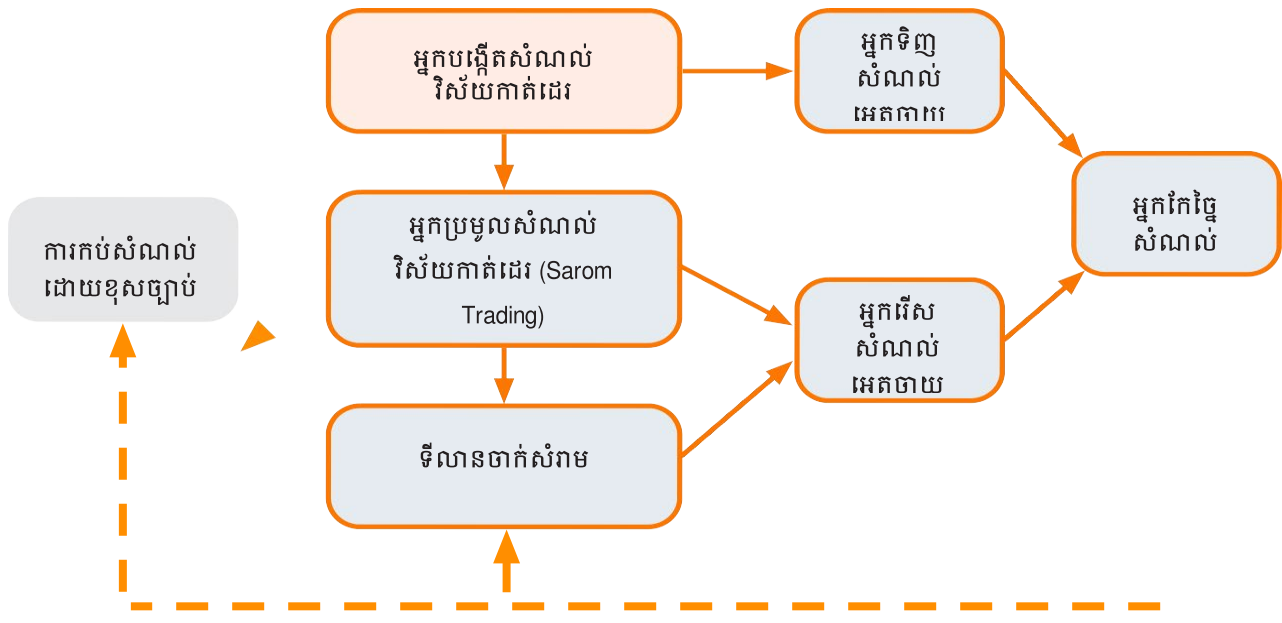 អ្នកបង្កើតសំណល់
វិស័យកាត់ដេរ
អ្នកទិញ
សំណល់
អេតចាយ
អ្នកកែច្នៃ
សំណល់
អ្នកប្រមូលសំណល់
វិស័យកាត់ដេរ (Sarom
Trading)
ការកប់សំណល់
ដោយខុសច្បាប់
អ្នករើស
សំណល់
អេតចាយ
ទីលានចាក់សំរាម